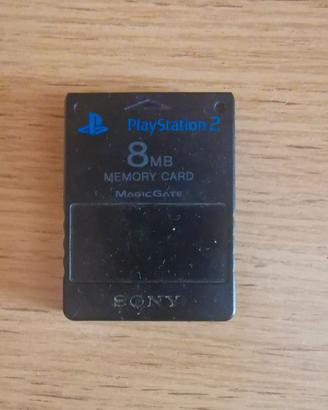 PlayStation 2
8MB
MEMORY CARD
MAGICGATE
SONY